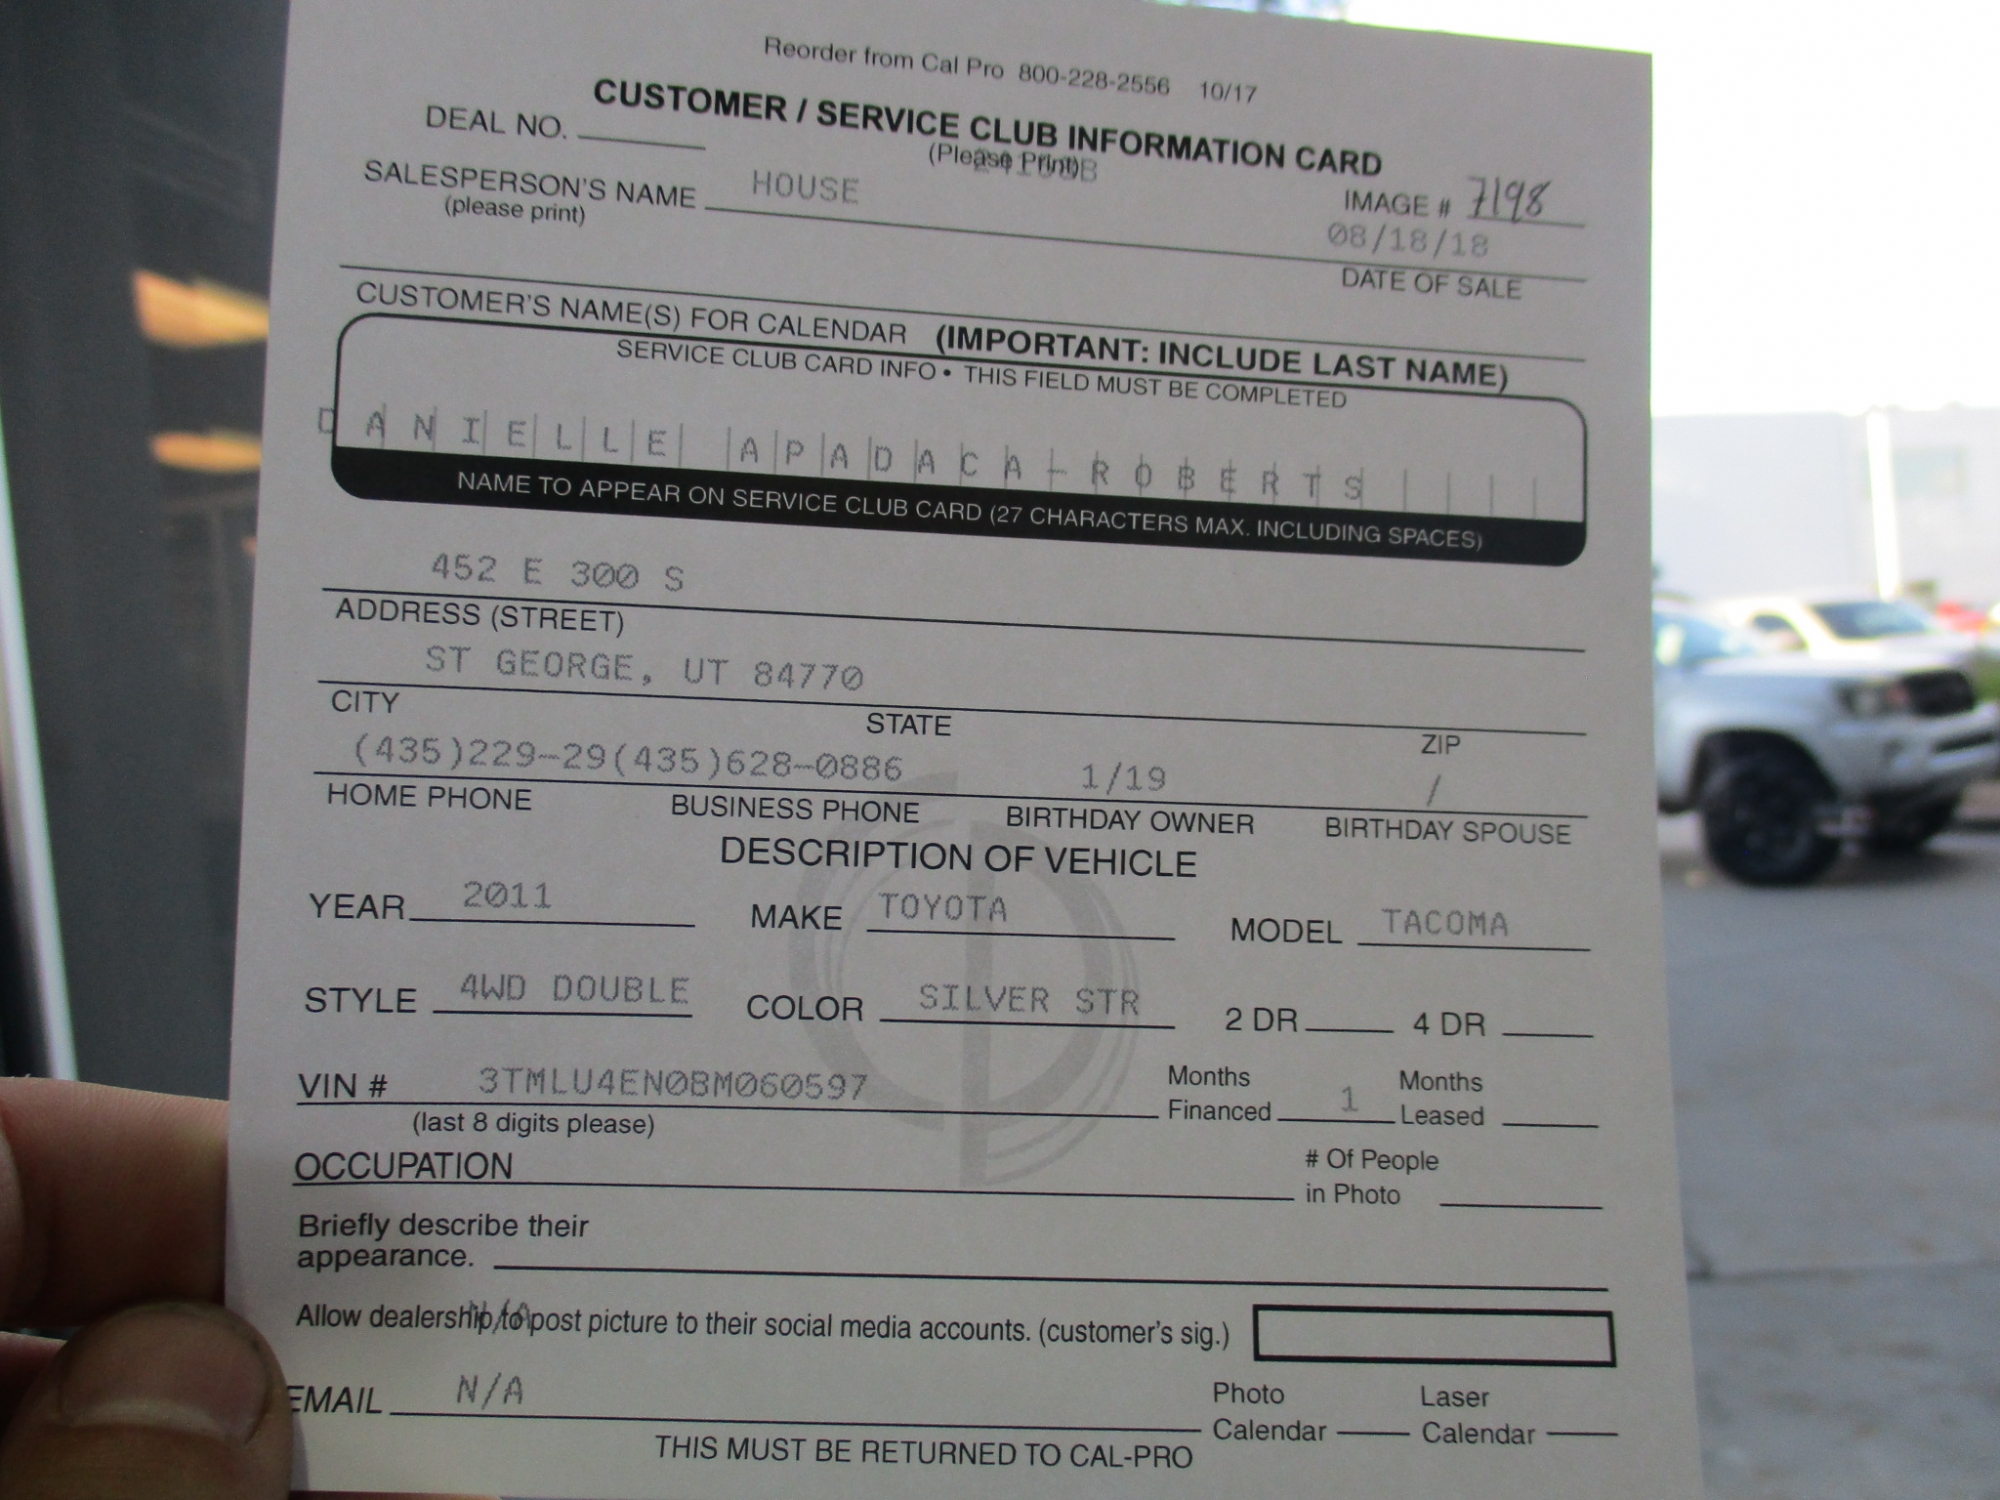 Reorder from Cal Pro 800-228-2556 10/17
CUSTOMER / SERVICE CLUB INFORMATION CARD
DEAL NO.
(Please Print)
SALESPERSON'S NAME HOUSE
(please print)
IMAGE # 7198
08/18/18
DATE OF SALE
CUSTOMER'S NAME(S) FOR CALENDAR (IMPORTANT: INCLUDE LAST NAME)
SERVICE CLUB CARD INFO • THIS FIELD MUST BE COMPLETED
DANIELLE APADACA-ROBERTS
NAME TO APPEAR ON SERVICE CLUB CARD (27 CHARACTERS MAX. INCLUDING SPACES)
452 E 300 S
ADDRESS (STREET)
ST GEORGE, UT 84770
CITY STATE ZIP
(435)229-29(435)628-0886 1/19 /
HOME PHONE BUSINESS PHONE BIRTHDAY OWNER BIRTHDAY SPOUSE
DESCRIPTION OF VEHICLE
YEAR 2011 MAKE TOYOTA MODEL TACOMA
STYLE 4WD DOUBLE COLOR SILVER STR 2 DR 4 DR
VIN # 3TMLU4EN0BM060597
(last 8 digits please)
Months Financed 1
Months Leased
OCCUPATION
# Of People in Photo
Briefly describe their
appearance.
N/A
Allow dealership to post picture to their social media accounts. (customer's sig.)
EMAIL N/A
Photo Calendar
Laser Calendar
THIS MUST BE RETURNED TO CAL-PRO